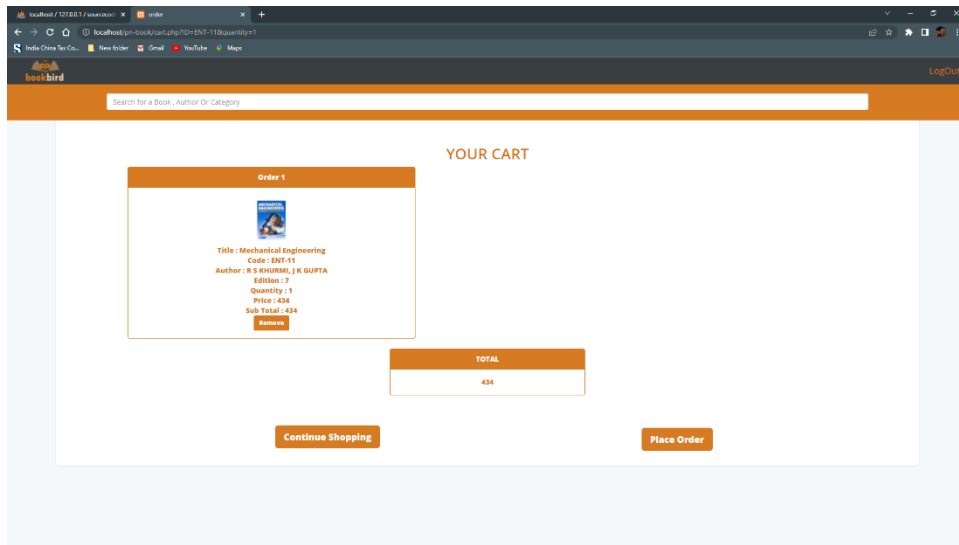 localhost / 127.0.0.1 / sourcecod
order
localhost/pn-book/cart.php?ID=ENT-11&quantity=1
India China Tax Co...
New folder
Gmail
YouTube
Maps
bookbird
LogOut
Search for a Book , Author Or Category
YOUR CART
Order 1
MECHANICAL
ENGINEERING
Title : Mechanical Engineering
Code : ENT-11
Author : R S KHURMI, J K GUPTA
Edition : 7
Quantity : 1
Price : 434
Sub Total : 434
Remove
TOTAL
434
Continue Shopping
Place Order